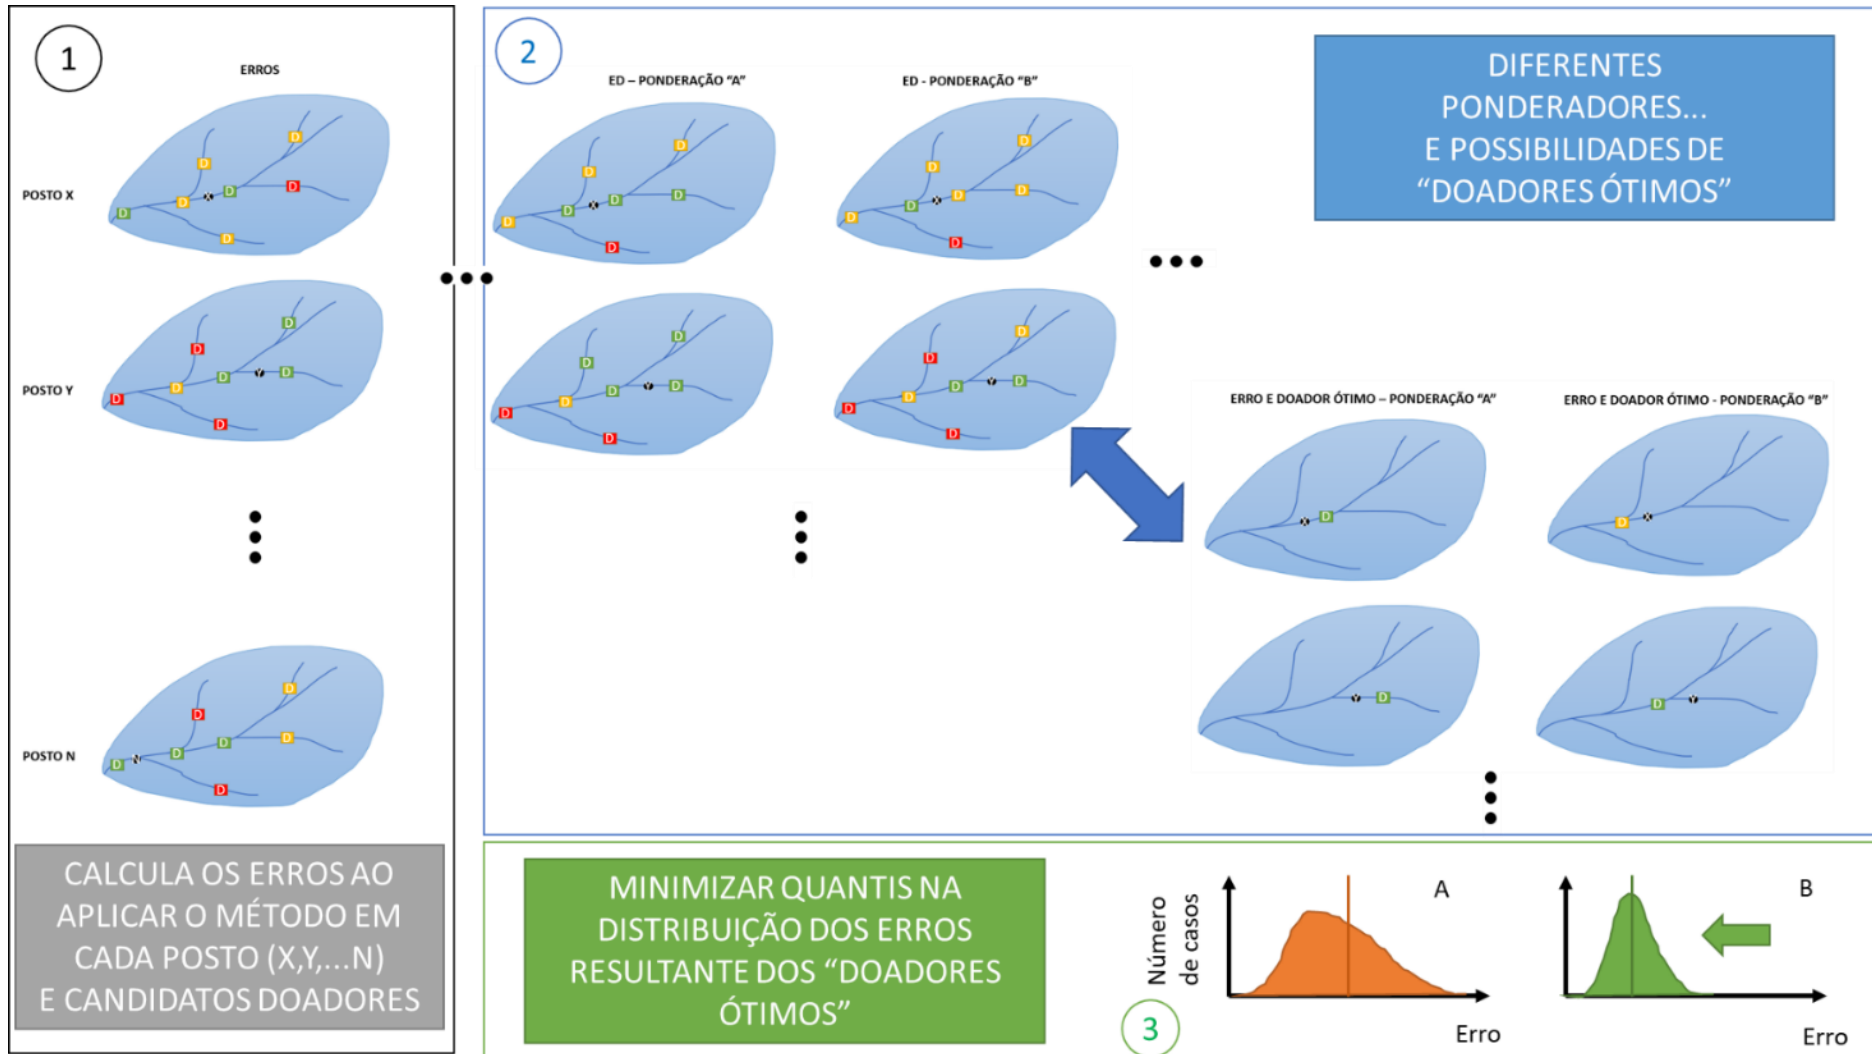 1
ERROS
POSTO X
D
D
D
D
X
D
D
D
POSTO Y
D
D
D
D
Y
D
D
D
POSTO N
D
D
D
D
D
N
D
D
CALCULA OS ERROS AO
APLICAR O MÉTODO EM
CADA POSTO (X,Y,...N)
E CANDIDATOS DOADORES
2
ED – PONDERAÇÃO “A”
ED - PONDERAÇÃO “B”
D
D
D
D
X
D
D
D
D
D
D
D
X
D
D
D
D
D
D
D
Y
D
D
D
D
D
D
D
Y
D
D
D
DIFERENTES
PONDERADORES...
E POSSIBILIDADES DE
“DOADORES ÓTIMOS”
ERRO E DOADOR ÓTIMO – PONDERAÇÃO “A”
ERRO E DOADOR ÓTIMO - PONDERAÇÃO “B”
X
D
D
X
Y
D
D
Y
MINIMIZAR QUANTIS NA
DISTRIBUIÇÃO DOS ERROS
RESULTANTE DOS “DOADORES
ÓTIMOS”
3
Número
de casos
A
Erro
B
Erro